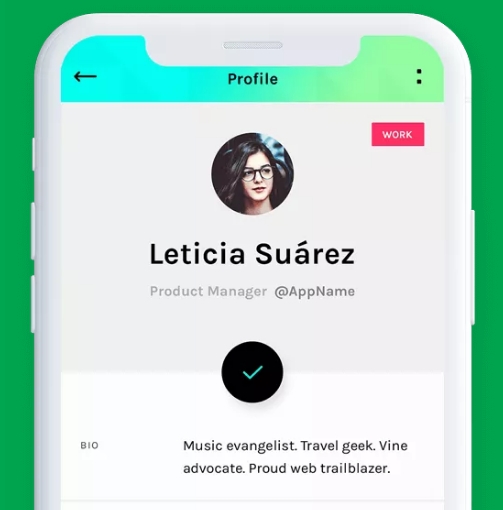 Profile
WORK
Leticia Suárez
Product Manager @AppName
BIO
Music evangelist. Travel geek. Vine
advocate. Proud web trailblazer.